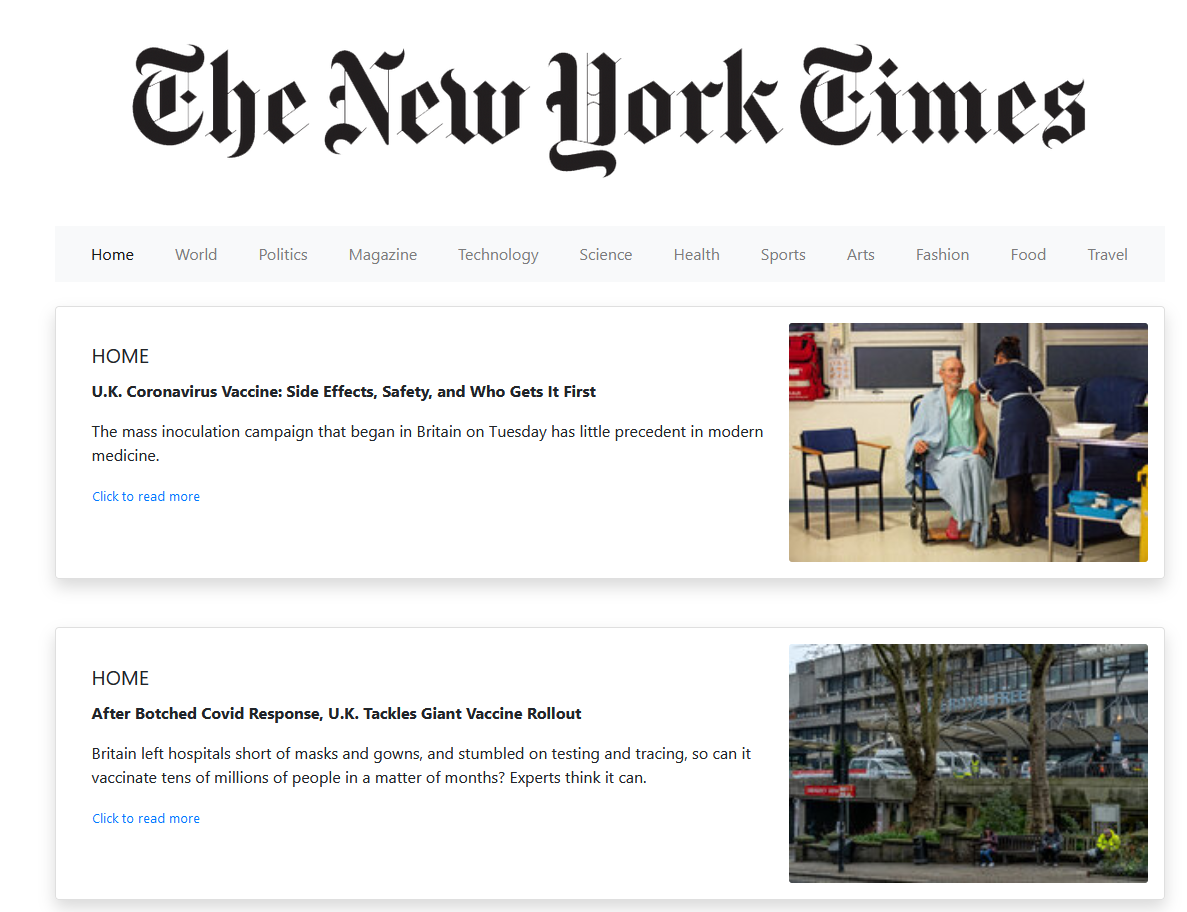 The New York Times
Home World Politics Magazine Technology Science Health Sports Arts Fashion Food Travel
HOME
U.K. Coronavirus Vaccine: Side Effects, Safety, and Who Gets It First
The mass inoculation campaign that began in Britain on Tuesday has little precedent in modern
medicine.
Click to read more
HOME
After Botched Covid Response, U.K. Tackles Giant Vaccine Rollout
Britain left hospitals short of masks and gowns, and stumbled on testing and tracing, so can it
vaccinate tens of millions of people in a matter of months? Experts think it can.
Click to read more